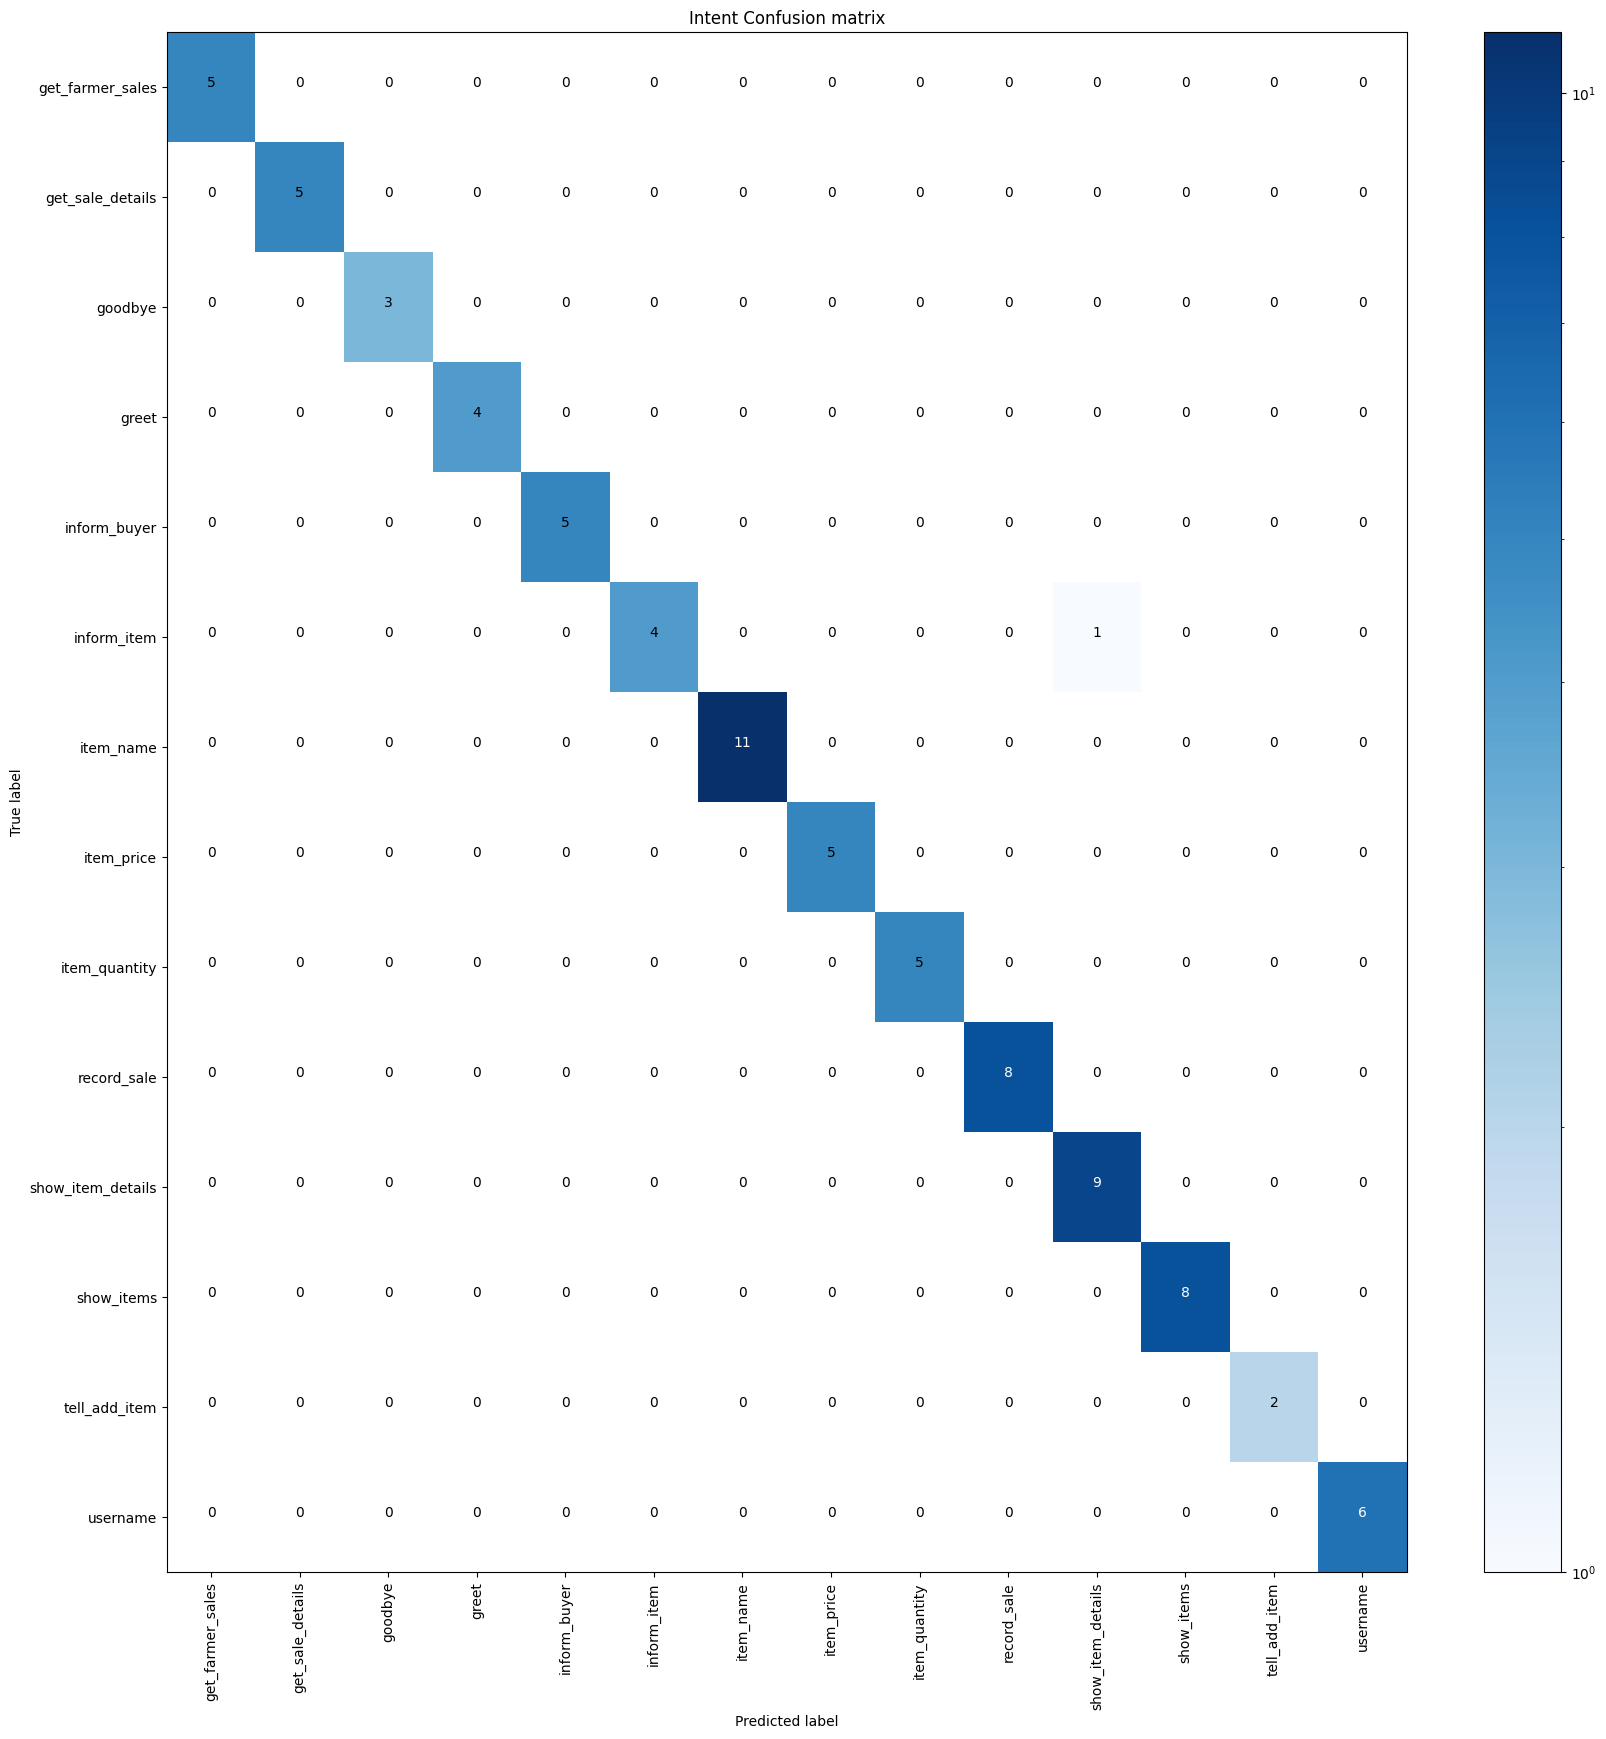 Intent Confusion matrix
get_farmer_sales 5 0 0 0 0 0 0 0 0 0 0 0 0 0
get_sale_details 0 5 0 0 0 0 0 0 0 0 0 0 0 0
goodbye 0 0 3 0 0 0 0 0 0 0 0 0 0 0
greet 0 0 0 4 0 0 0 0 0 0 0 0 0 0
inform_buyer 0 0 0 0 5 0 0 0 0 0 0 0 0 0
inform_item 0 0 0 0 0 4 0 0 0 0 1 0 0 0
item_name 0 0 0 0 0 0 11 0 0 0 0 0 0 0
item_price 0 0 0 0 0 0 0 5 0 0 0 0 0 0
item_quantity 0 0 0 0 0 0 0 0 5 0 0 0 0 0
record_sale 0 0 0 0 0 0 0 0 0 8 0 0 0 0
show_item_details 0 0 0 0 0 0 0 0 0 0 9 0 0 0
show_items 0 0 0 0 0 0 0 0 0 0 0 8 0 0
tell_add_item 0 0 0 0 0 0 0 0 0 0 0 0 2 0
username 0 0 0 0 0 0 0 0 0 0 0 0 0 6
True label
get_farmer_sales
get_sale_details
goodbye
greet
inform_buyer
inform_item
item_name
item_price
item_quantity
record_sale
show_item_details
show_items
tell_add_item
username
Predicted label
10¹
10⁰